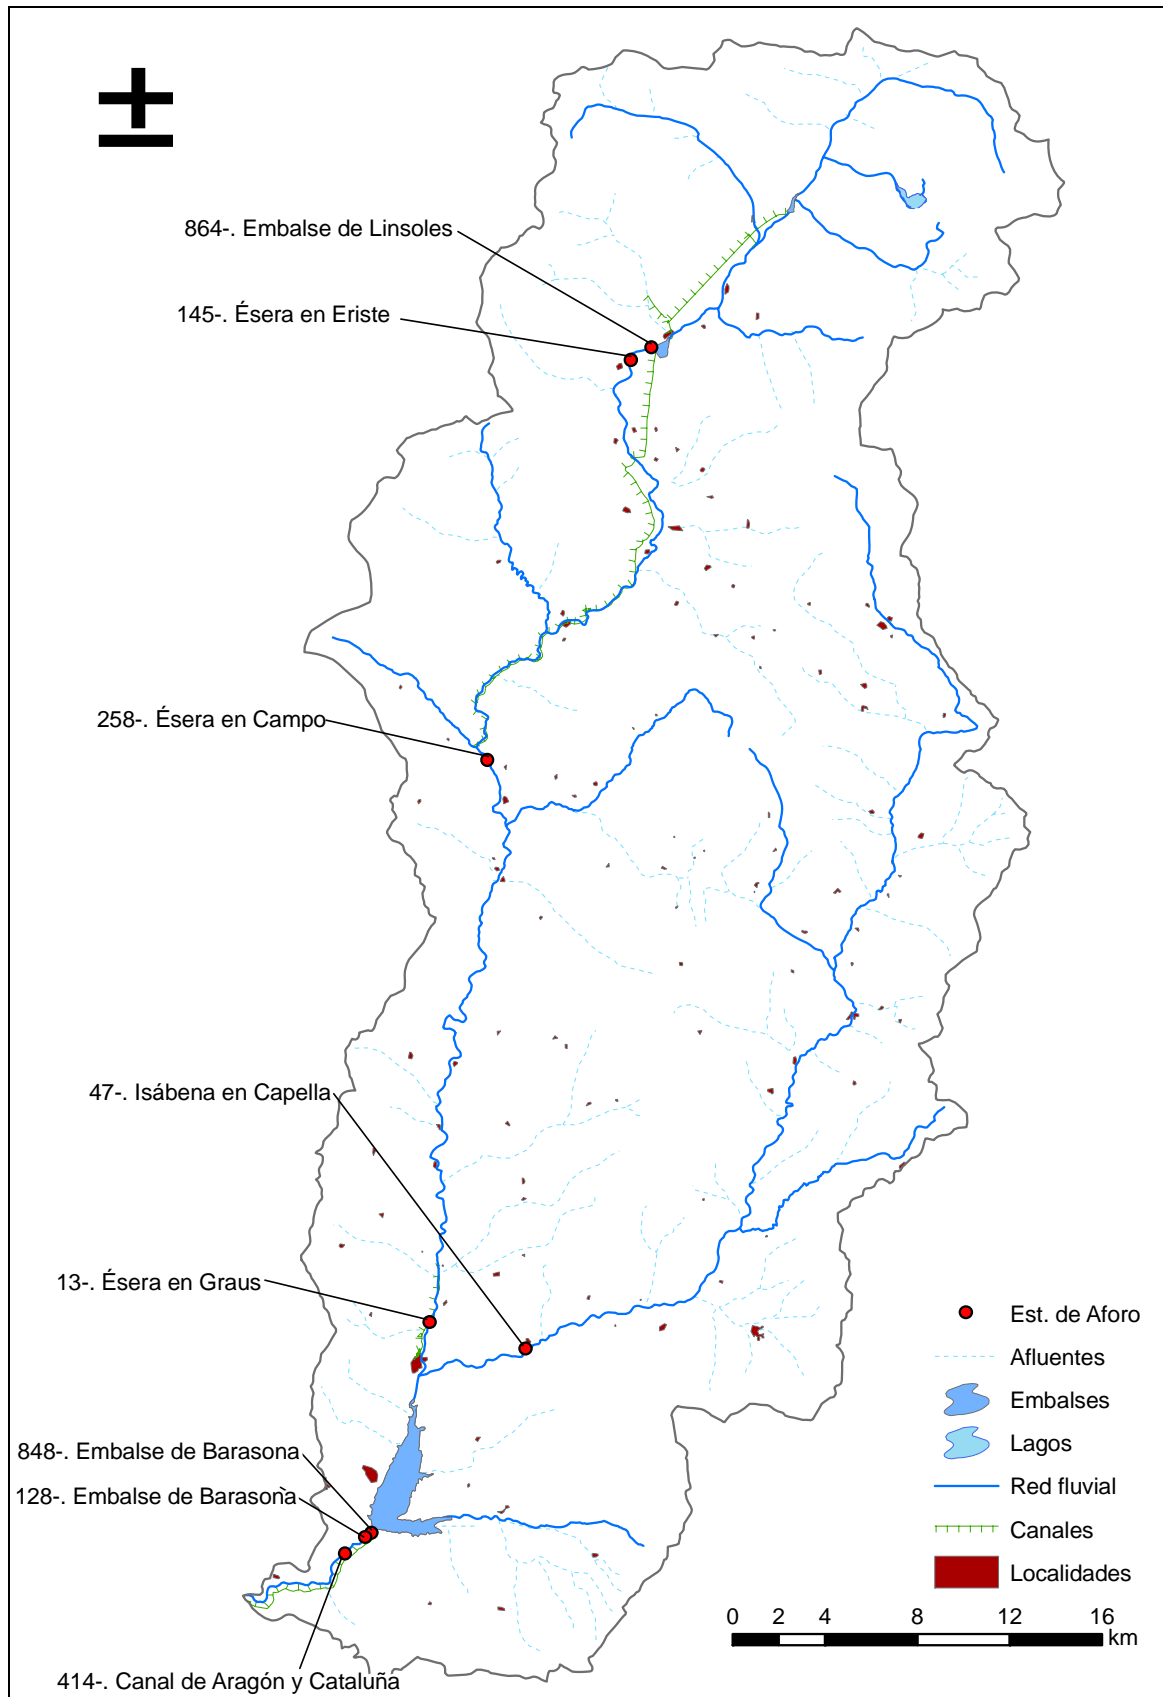 864-. Embalse de Linsoles
145-. Ésera en Eriste
258-. Ésera en Campo
47-. Isábena en Capella
13-. Ésera en Graus
848-. Embalse de Barasona
128-. Embalse de Barasona
414-. Canal de Aragón y Cataluña
Est. de Aforo
Afluentes
Embalses
Lagos
Red fluvial
Canales
Localidades
0 2 4 8 12 16
km